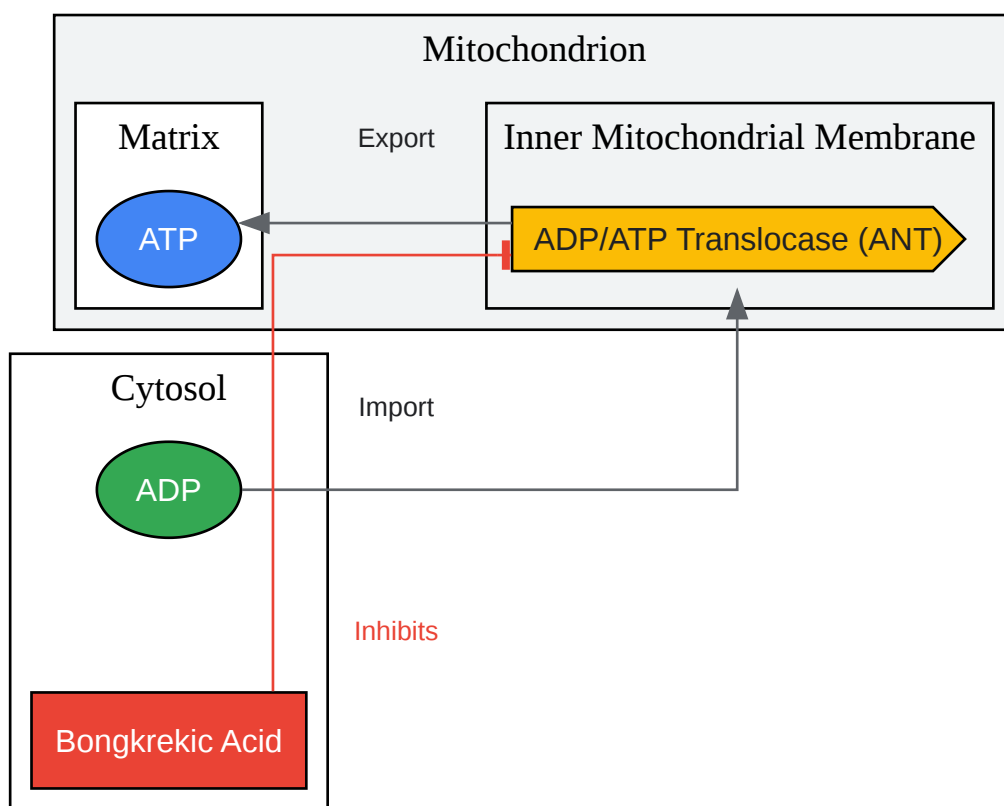 Mitochondrion
Matrix
Export
Inner Mitochondrial Membrane
ATP
ADP/ATP Translocase (ANT)
Cytosol
Import
ADP
Inhibits
Bongkrekic Acid